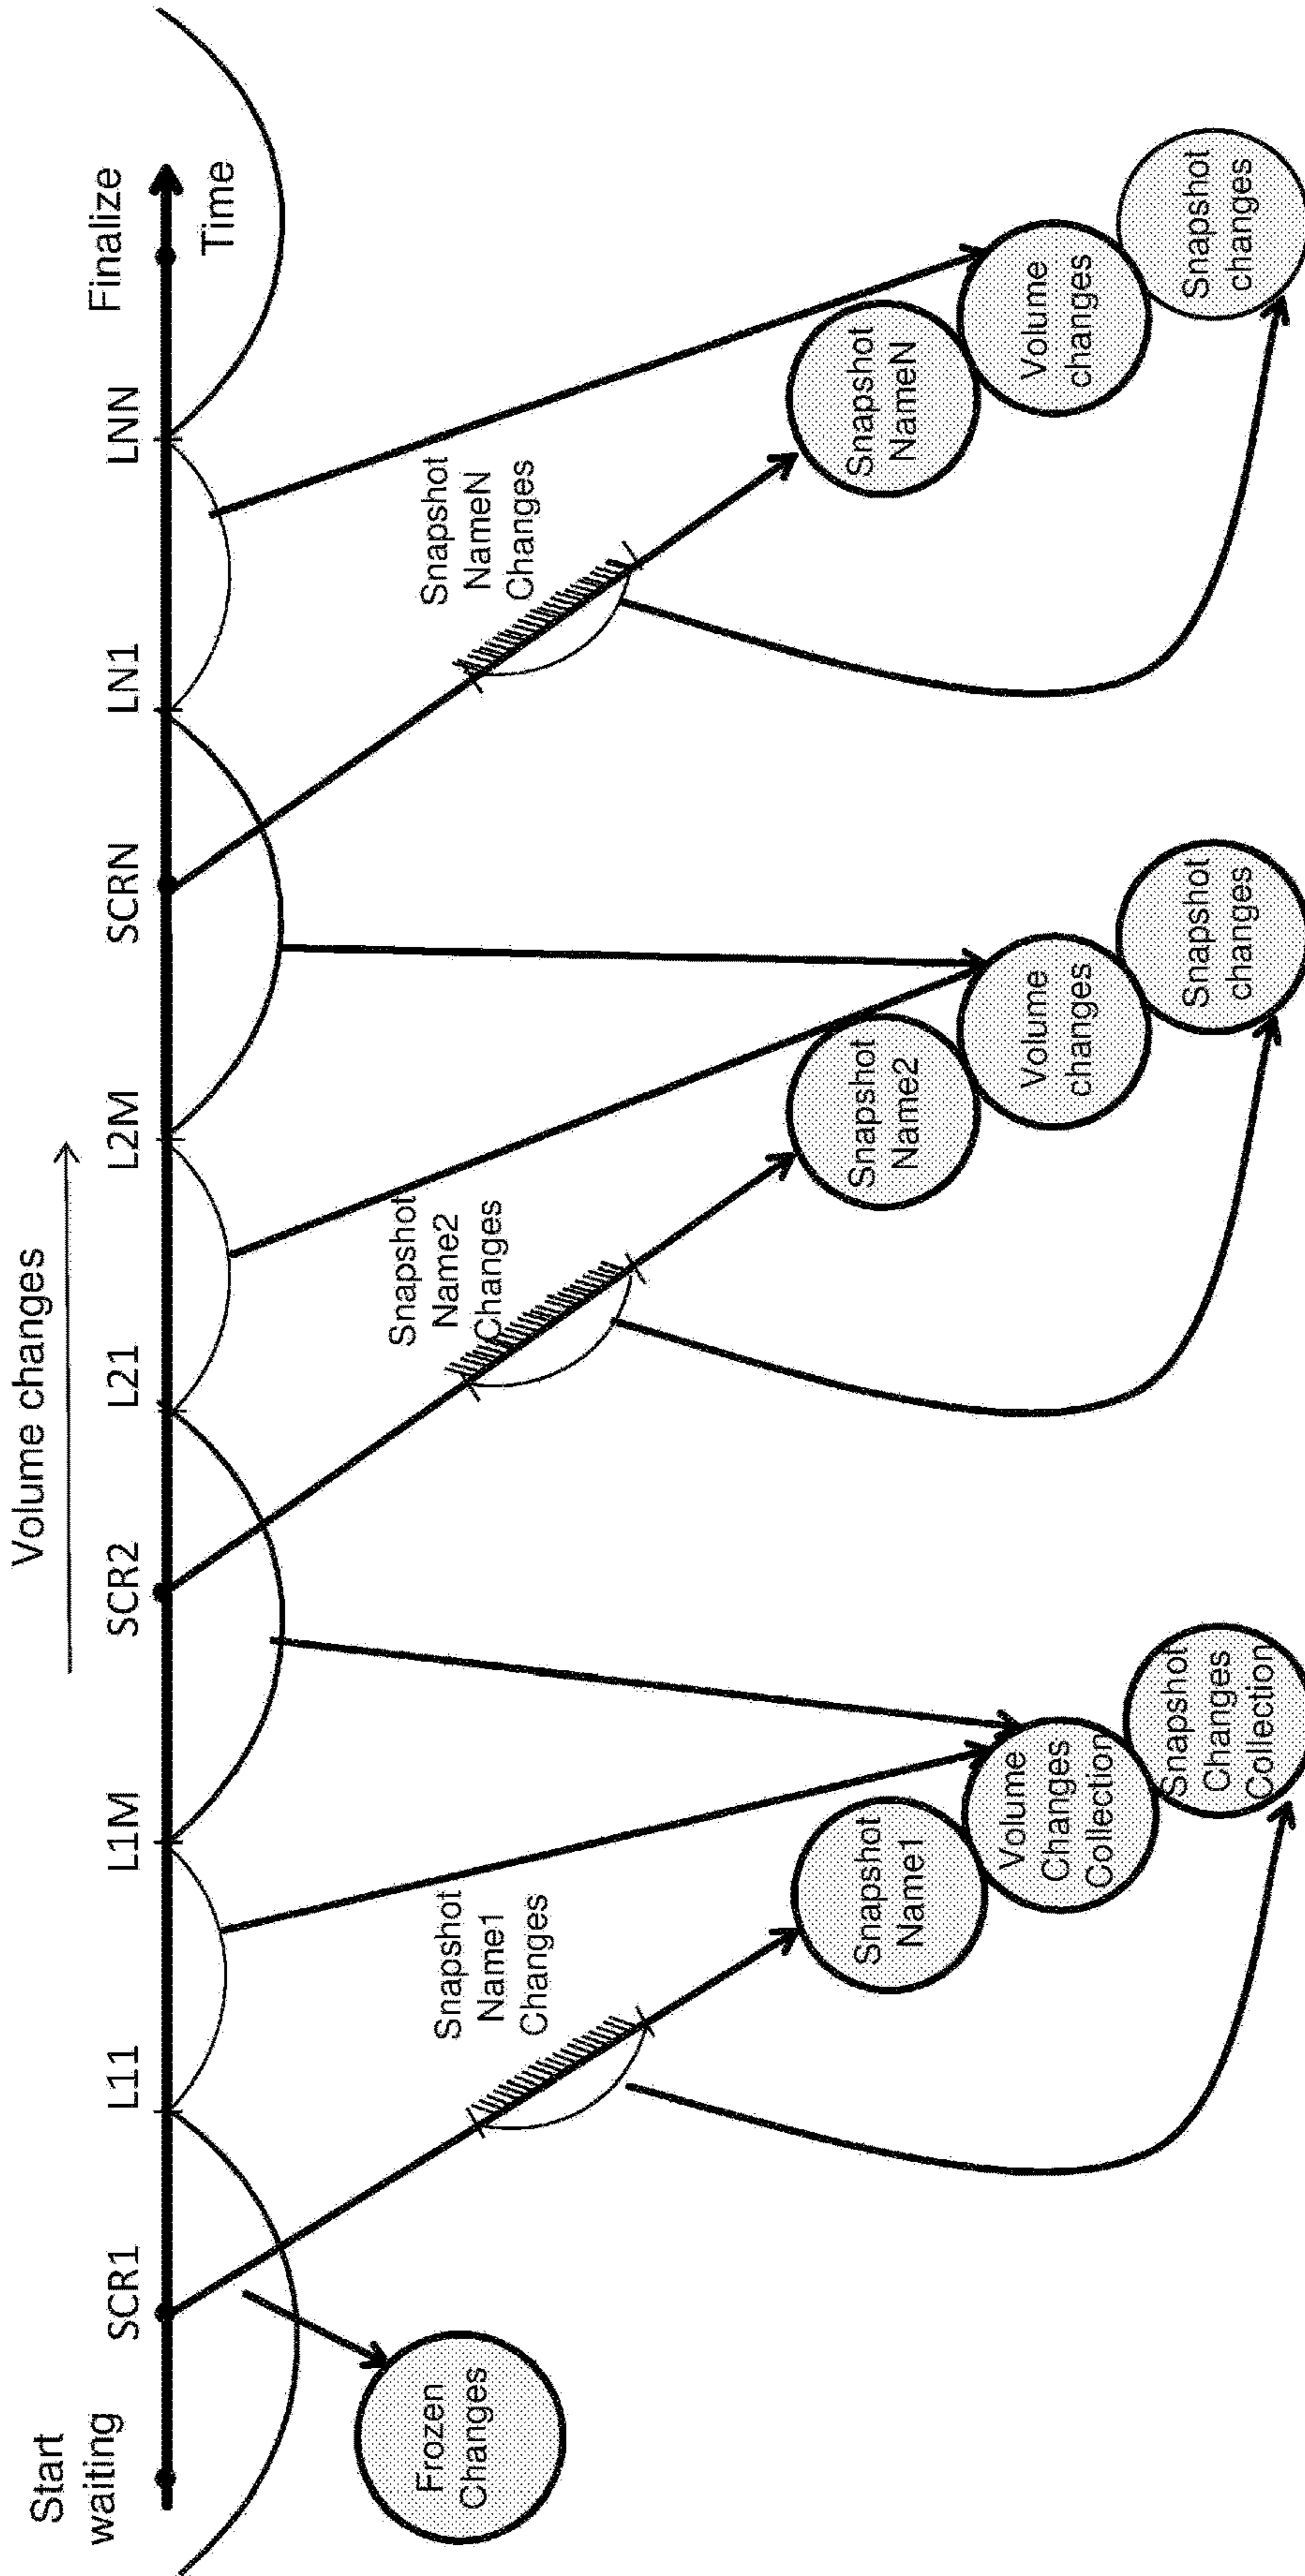 Volume changes
Start
waiting
SCR1
L11
L1M
SCR2
L21
L2M
SCRN
LN1
LNN
Finalize
Time
Snapshot
Name1
Changes
Snapshot
Name2
Changes
Snapshot
NameN
Changes
Frozen
Changes
Snapshot
Name1
Volume
Changes
Collection
Snapshot
Changes
Collection
Snapshot
Name2
Volume
changes
Snapshot
changes
Snapshot
NameN
Volume
changes
Snapshot
changes